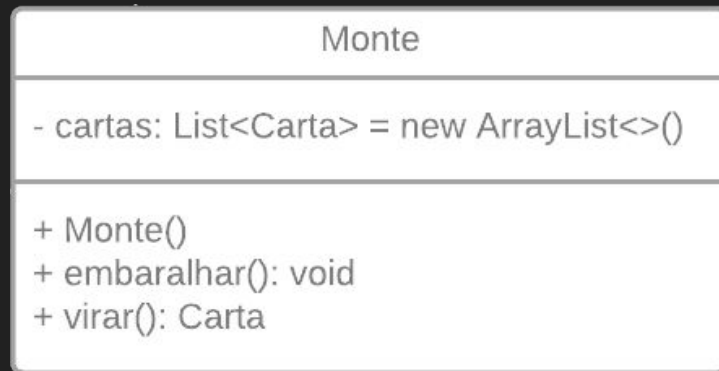 Monte
- cartas: List<Carta> = new ArrayList<>()
+ Monte()
+ embaralhar(): void
+ virar(): Carta